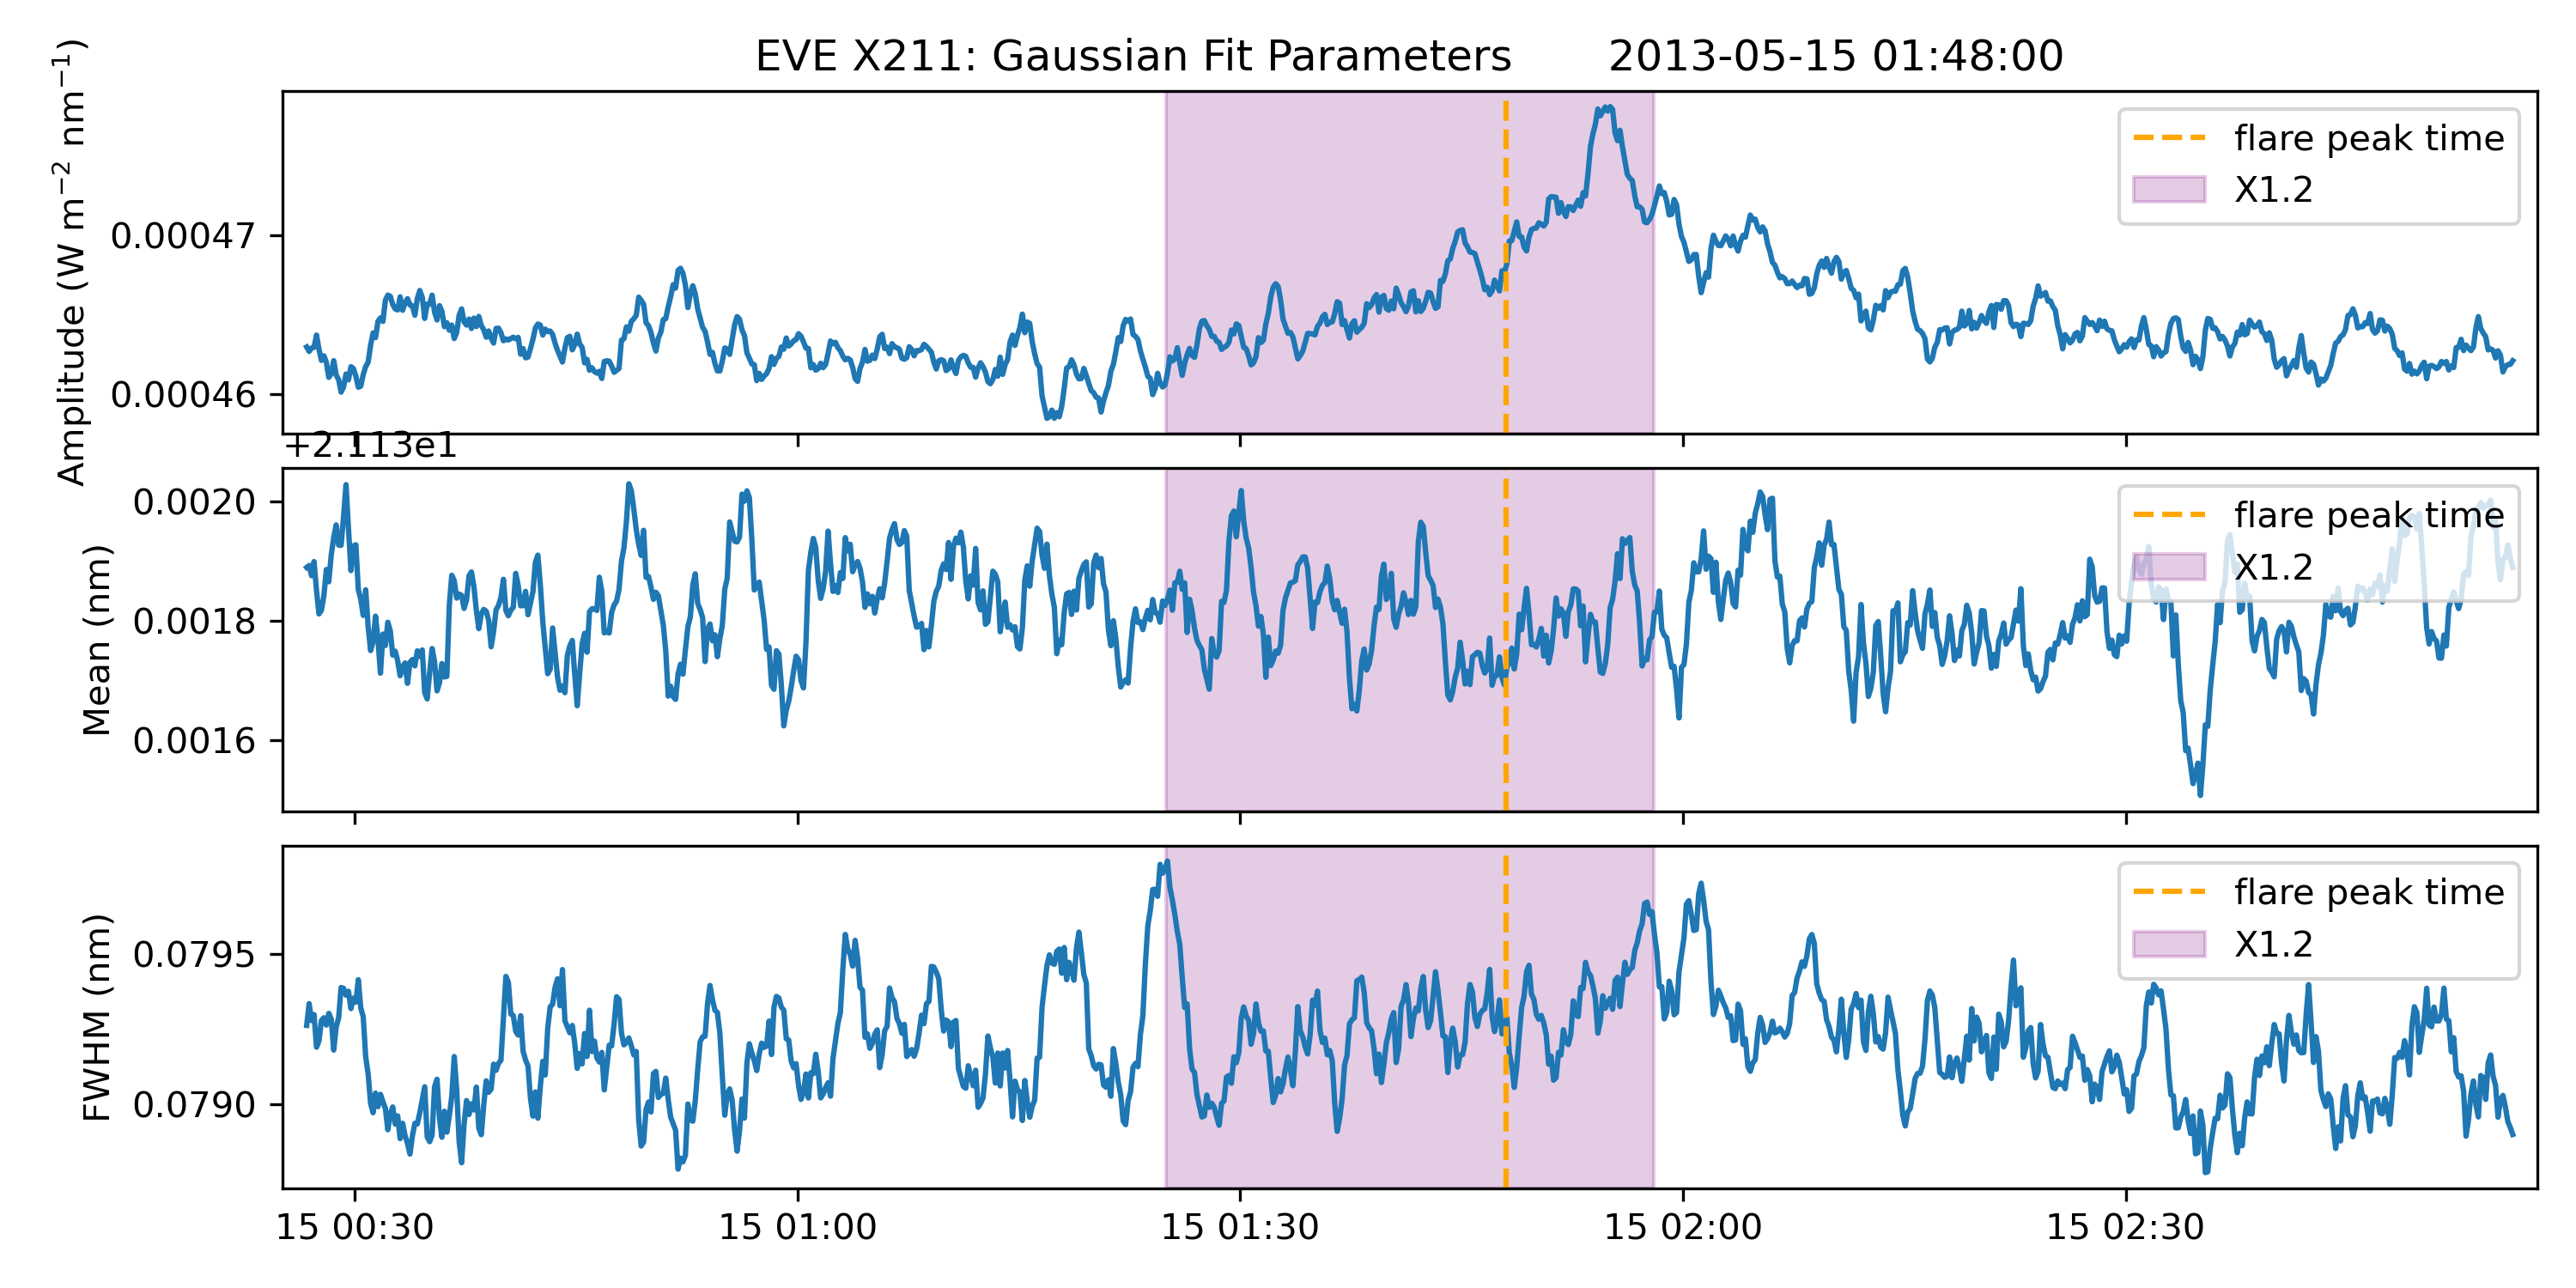 EVE X211: Gaussian Fit Parameters 2013-05-15 01:48:00
Amplitude (W m⁻² nm⁻¹)
0.00047
0.00046
flare peak time
X1.2
+2.113e1
Mean (nm)
0.0020
0.0018
0.0016
flare peak time
X1.2
FWHM (nm)
0.0795
0.0790
flare peak time
X1.2
15 00:30 15 01:00 15 01:30 15 02:00 15 02:30